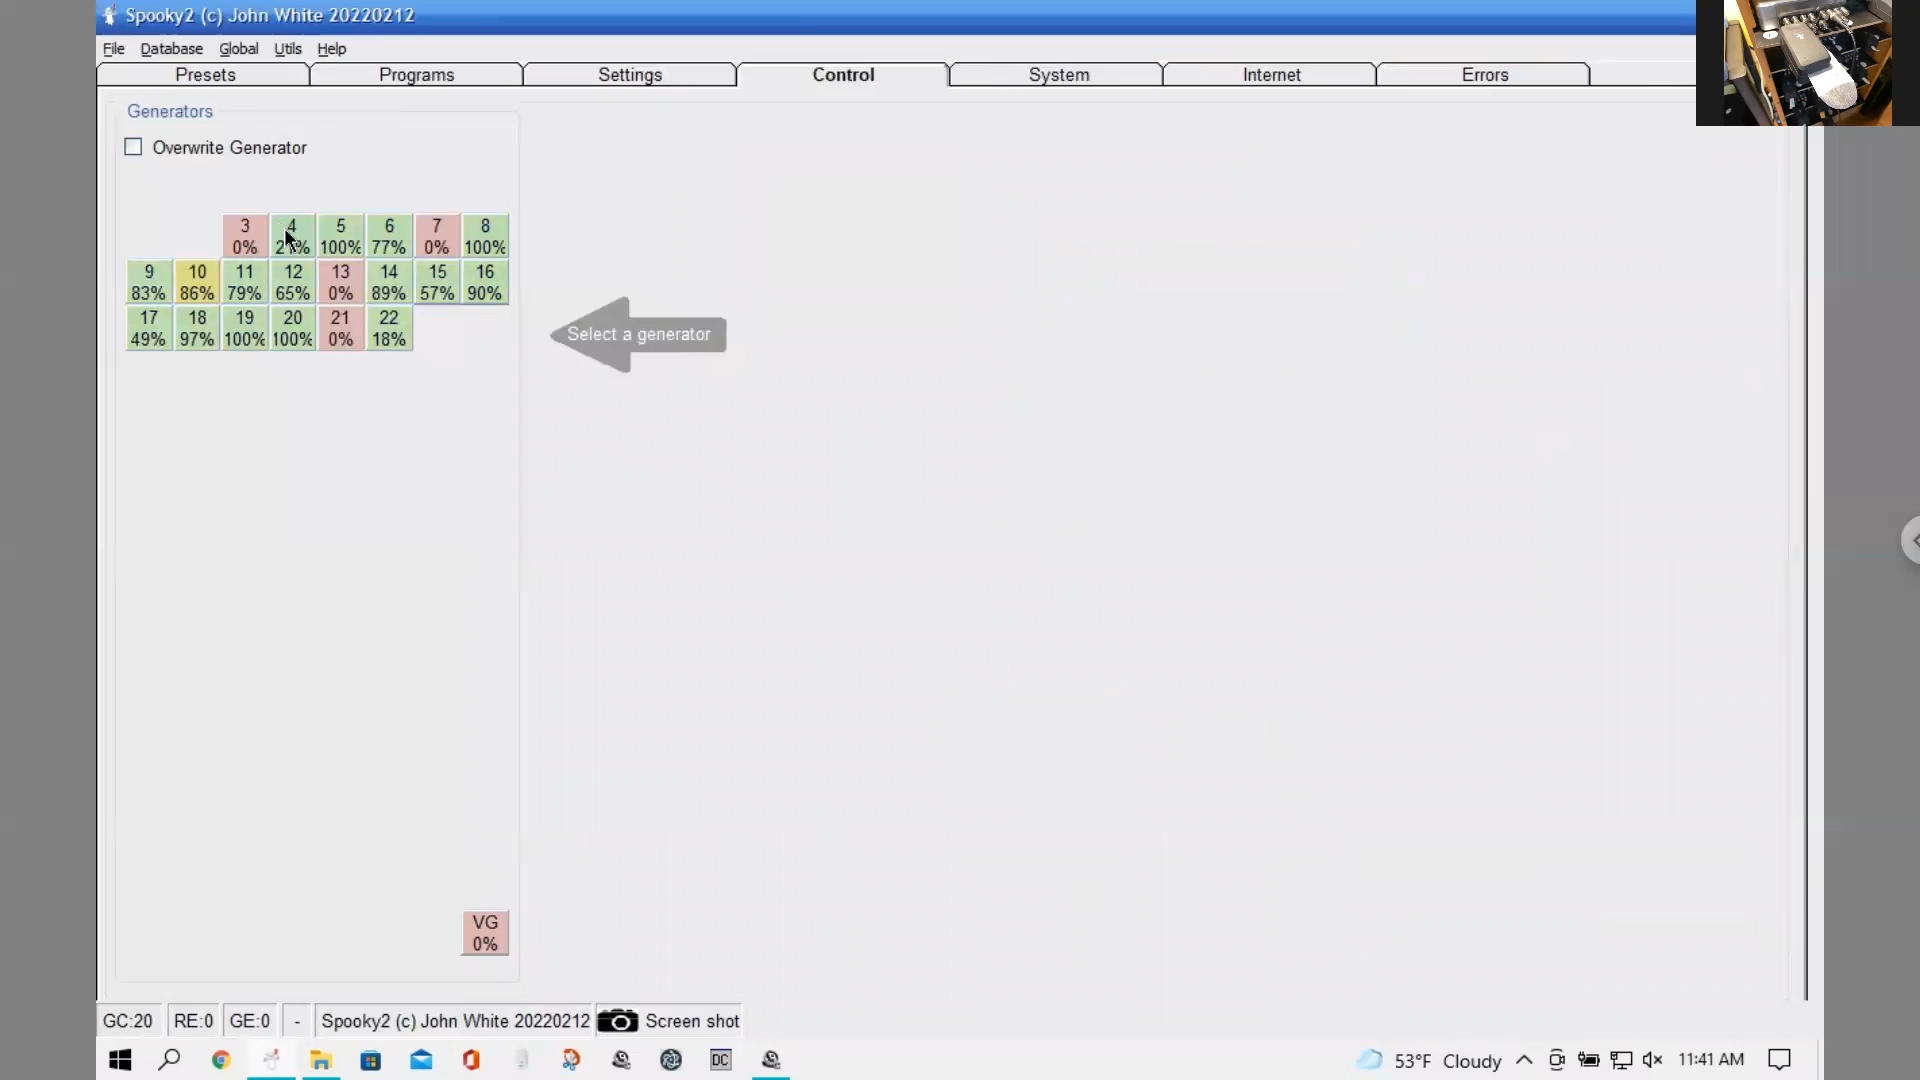 Spooky2 (c) John White 20220212
File Database Global Utils Help
Presets Programs Settings Control System Internet Errors
Generators
Overwrite Generator
3 4 5 6 7 8
0% 100% 77% 0% 100%
9 10 11 12 13 14 15 16
83% 86% 79% 65% 0% 89% 57% 90%
17 18 19 20 21 22
49% 97% 100% 100% 0% 18%
Select a generator
VG
0%
GC:20 RE:0 GE:0 - Spooky2 (c) John White 20220212 Screen shot
DC 53°F Cloudy 11:41 AM